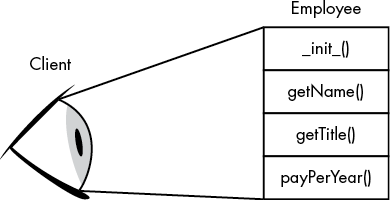 Employee
Client
_init_()
getName()
getTitle()
payPerYear()